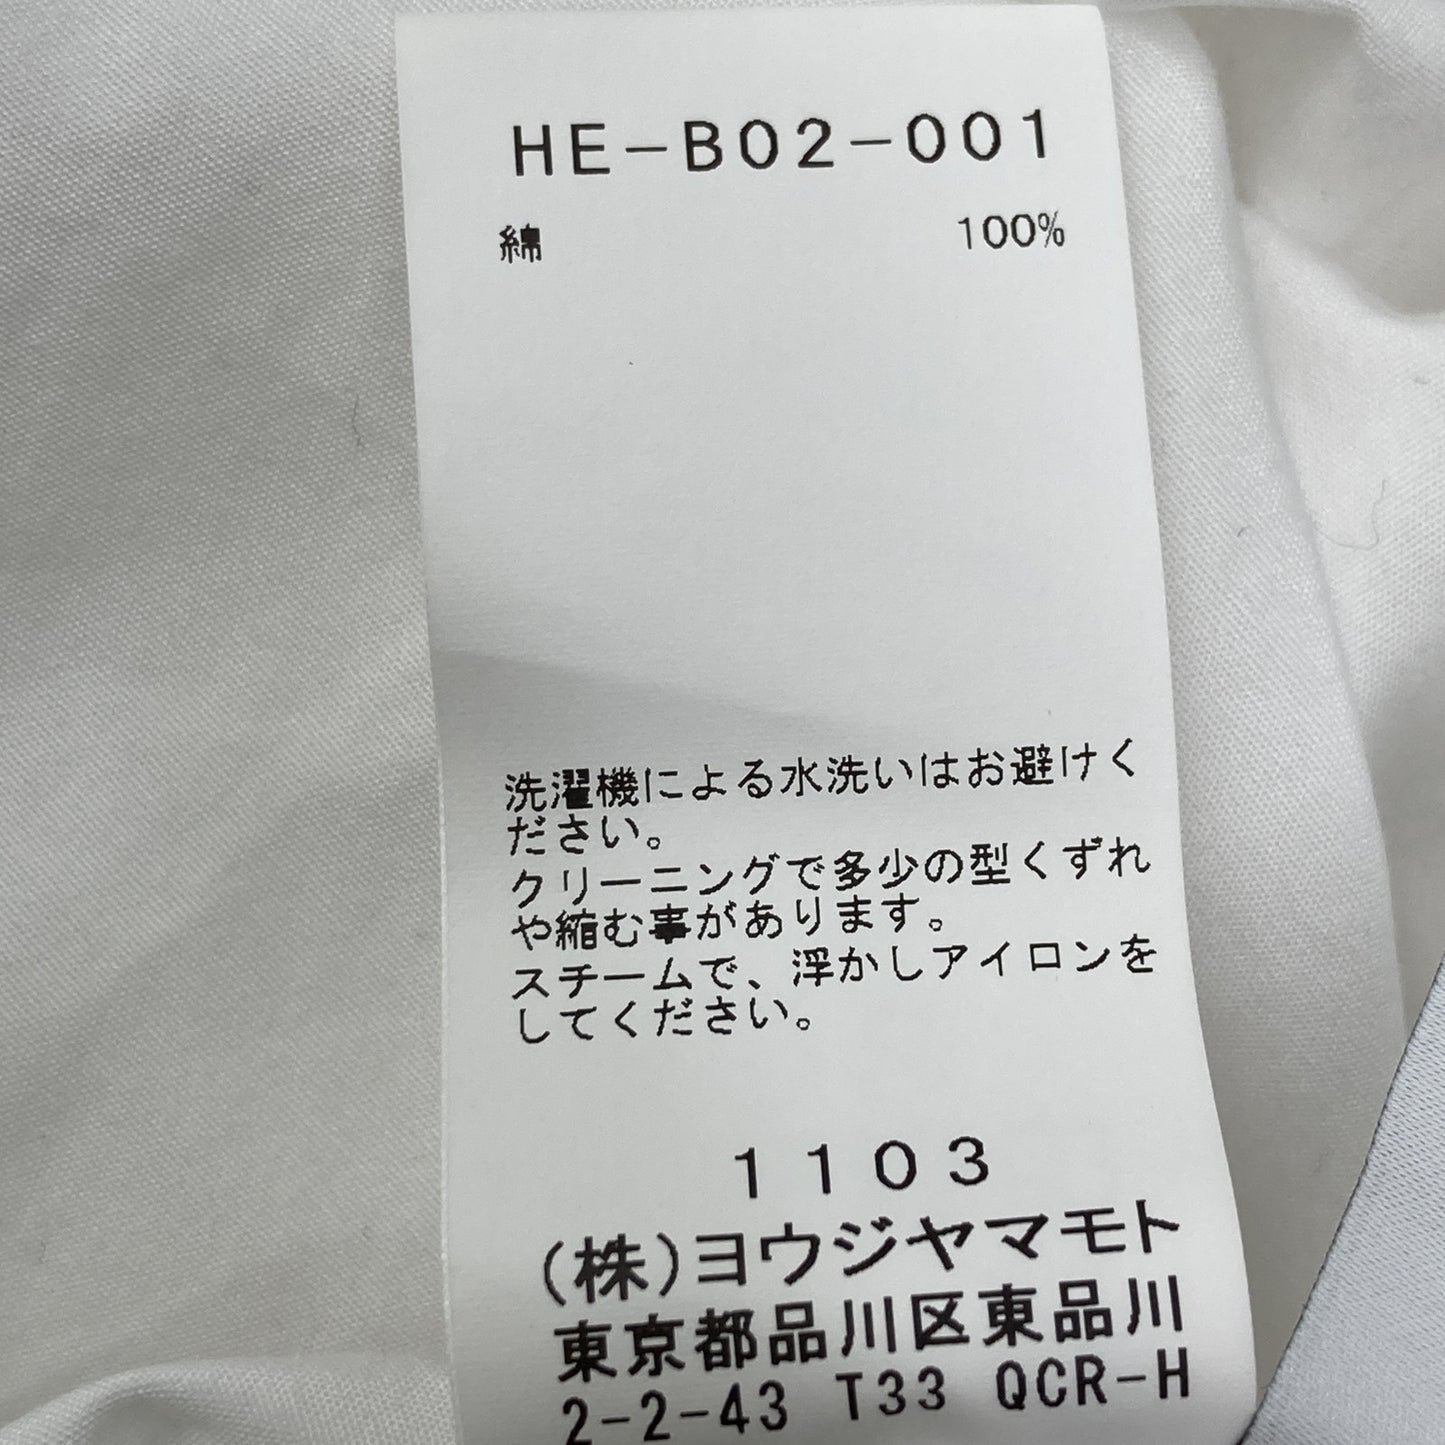 HE-B02-001
綿 100%
洗濯機による水洗いはお避けく
ださい。
クリーニングで多少の型くずれ
や縮む事があります。
スチームで、浮かしアイロンを
してください。
1103
(株)ヨウジヤマモト
東京都品川区東品川
2-2-43 T33 QCR-H